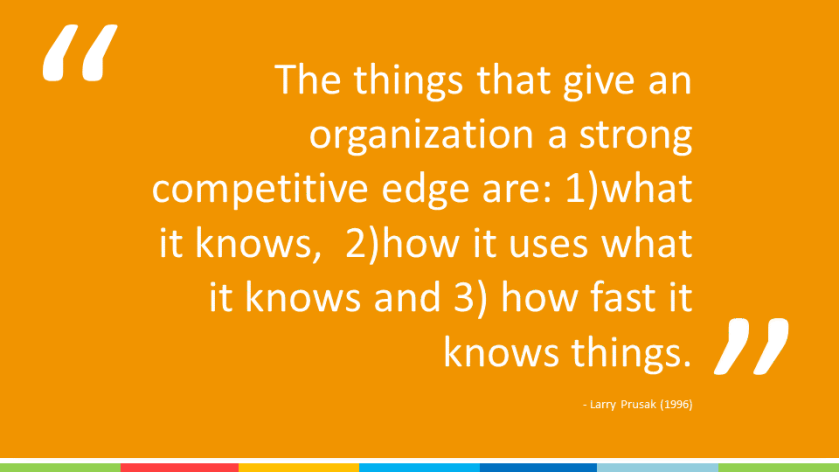 “
The things that give an
organization a strong
competitive edge are: 1)what
it knows,  2)how it uses what
it knows and 3) how fast it
knows things.
”
- Larry Prusak (1996)